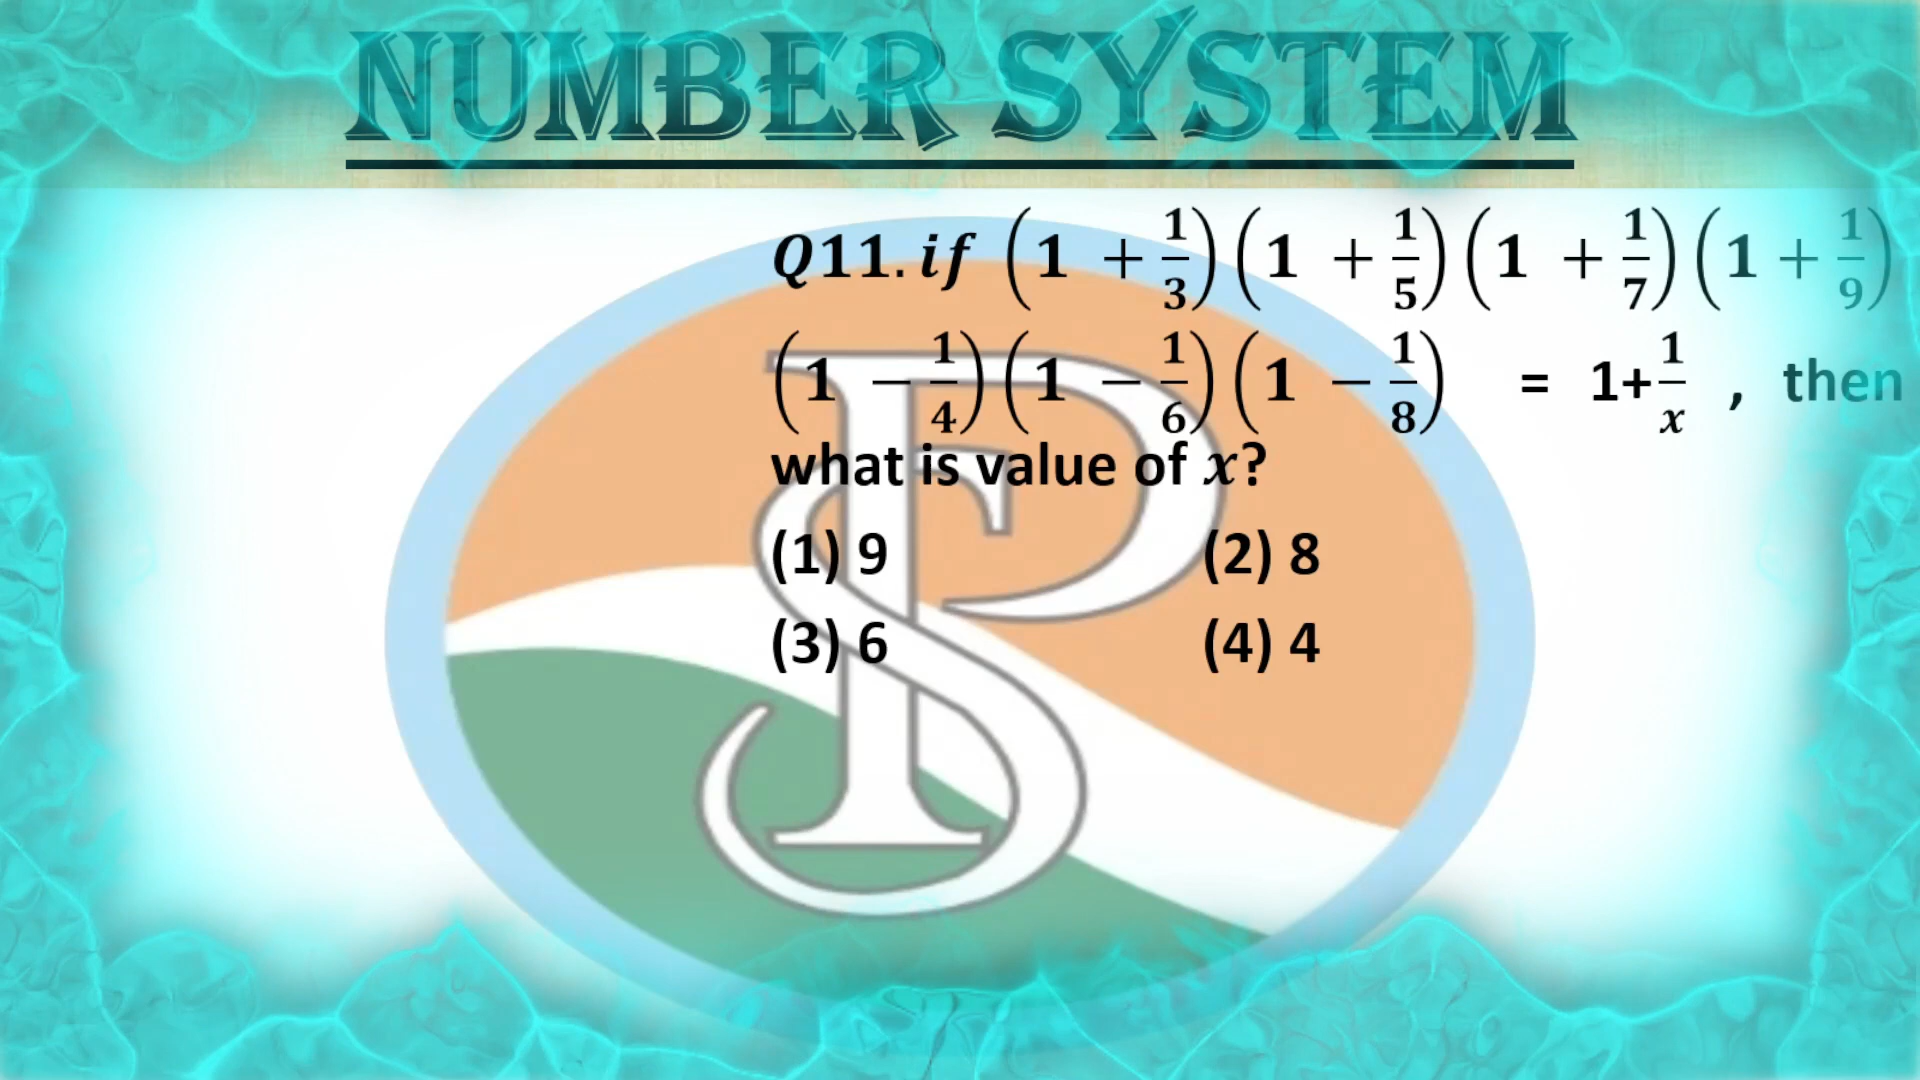 NUMBER SYSTEM
Q11. if (1 + 1/3)(1 + 1/5)(1 + 1/7)(1 + 1/9)
(1 − 1/4)(1 − 1/6)(1 − 1/8) = 1+1/x , then
what is value of x?
(1) 9 (2) 8
(3) 6 (4) 4